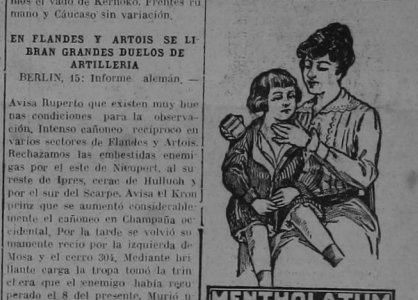 mos el vado de Kerhoko. Frentes ru
mano y Cáucaso sin variación.
EN FLANDES Y ARTOIS SE LI-
BRAN GRANDES DUELOS DE
ARTILLERIA
BERLIN, 15: Informe alemán. —
Avisa Ruperto que existen muy bue
nas condiciones para la observa-
ción. Intenso cañoneo recíproco en
varios sectores de Flandes y Artois.
Rechazamos las embestidas enemi-
gas por el este de Nieuport, al su
reste de Ipres, cerac de Hulluch y
por el sur del Scarpe. Avisa el Kron
prinz que se aumentó considerable-
mente el cañoneo en Champaña oc-
cidental. Por la tarde se volvió su
mamente recio por la izquierda de
Mosa y el cerro 304. Mediante bri
llante carga la tropa tomó la trin
chera que el enemigo había recu
perado el 8 del presente. Murió u
MENTHOLATUM